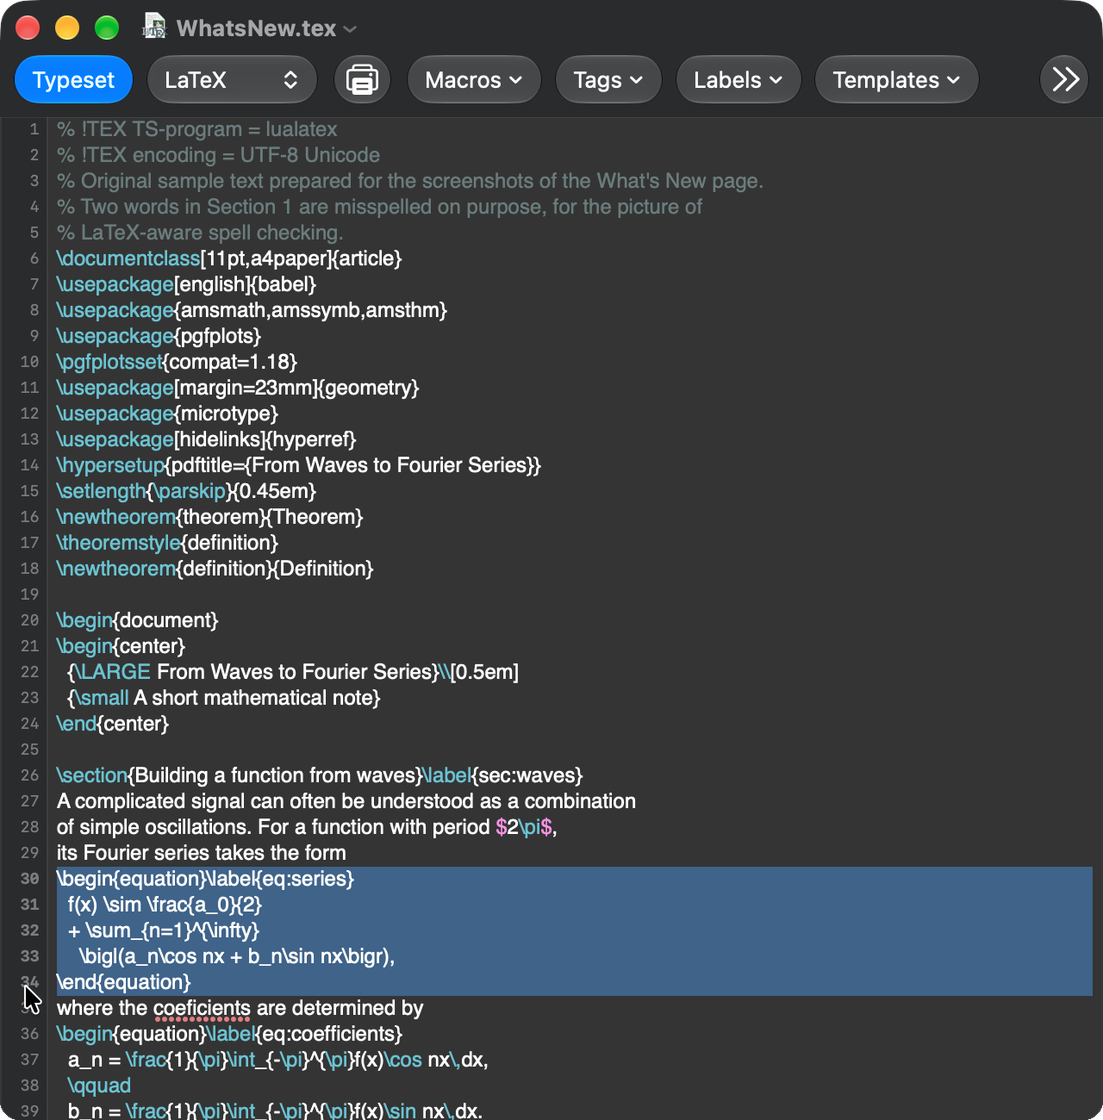 WhatsNew.tex
Typeset LaTeX Macros Tags Labels Templates
1 % !TEX TS-program = lualatex
2 % !TEX encoding = UTF-8 Unicode
3 % Original sample text prepared for the screenshots of the What's New page.
4 % Two words in Section 1 are misspelled on purpose, for the picture of
5 % LaTeX-aware spell checking.
6 \documentclass[11pt,a4paper]{article}
7 \usepackage[english]{babel}
8 \usepackage{amsmath,amssymb,amsthm}
9 \usepackage{pgfplots}
10 \pgfplotsset{compat=1.18}
11 \usepackage[margin=23mm]{geometry}
12 \usepackage{microtype}
13 \usepackage[hidelinks]{hyperref}
14 \hypersetup{pdftitle={From Waves to Fourier Series}}
15 \setlength{\parskip}{0.45em}
16 \newtheorem{theorem}{Theorem}
17 \theoremstyle{definition}
18 \newtheorem{definition}{Definition}
19
20 \begin{document}
21 \begin{center}
22   {\LARGE From Waves to Fourier Series}\\[0.5em]
23   {\small A short mathematical note}
24 \end{center}
25
26 \section{Building a function from waves}\label{sec:waves}
27 A complicated signal can often be understood as a combination
28 of simple oscillations. For a function with period $2\pi$,
29 its Fourier series takes the form
30 \begin{equation}\label{eq:series}
31   f(x) \sim \frac{a_0}{2}
32   + \sum_{n=1}^{\infty}
33     \bigl(a_n\cos nx + b_n\sin nx\bigr),
34 \end{equation}
where the coeficients are determined by
36 \begin{equation}\label{eq:coefficients}
37   a_n = \frac{1}{\pi}\int_{-\pi}^{\pi}f(x)\cos nx\,dx,
38   \qquad
39   b_n = \frac{1}{\pi}\int_{-\pi}^{\pi}f(x)\sin nx\,dx.